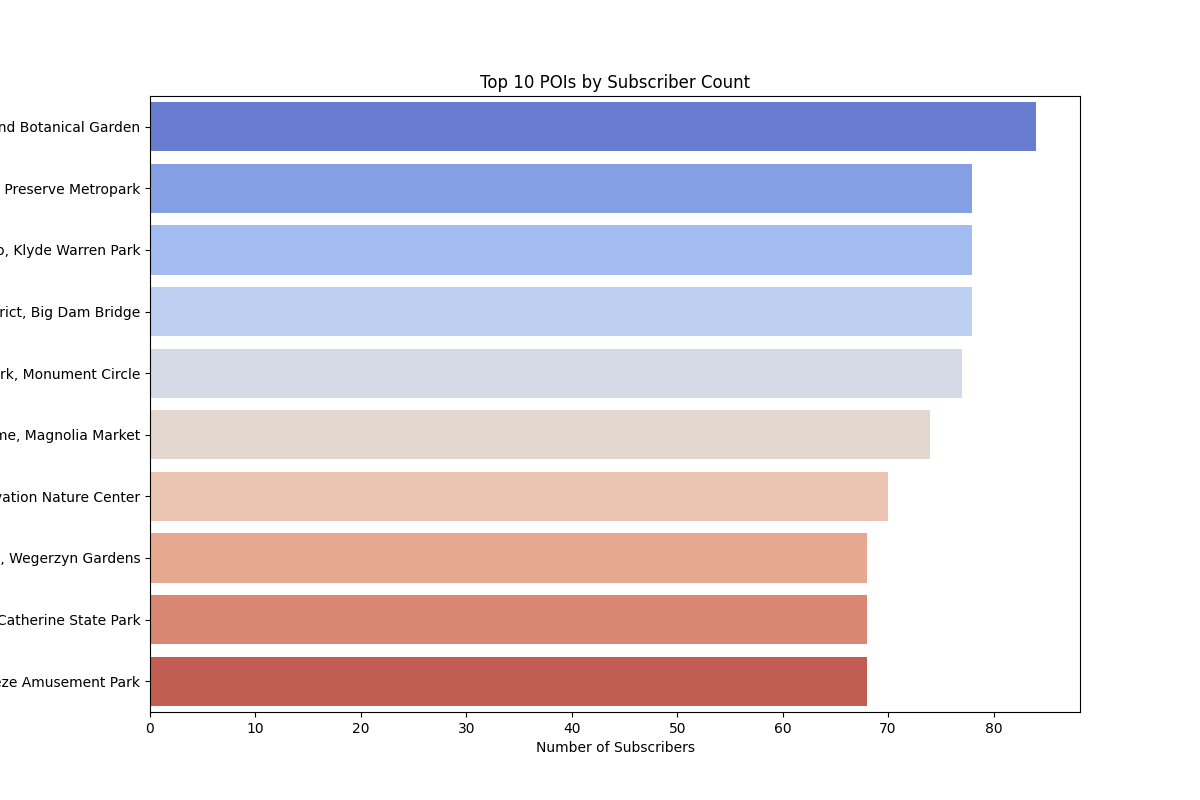 Top 10 POIs by Subscriber Count
nd Botanical Garden
Preserve Metropark
, Klyde Warren Park
rict, Big Dam Bridge
rk, Monument Circle
ne, Magnolia Market
vation Nature Center
, Wegerzyn Gardens
Catherine State Park
eze Amusement Park
0 10 20 30 40 50 60 70 80
Number of Subscribers